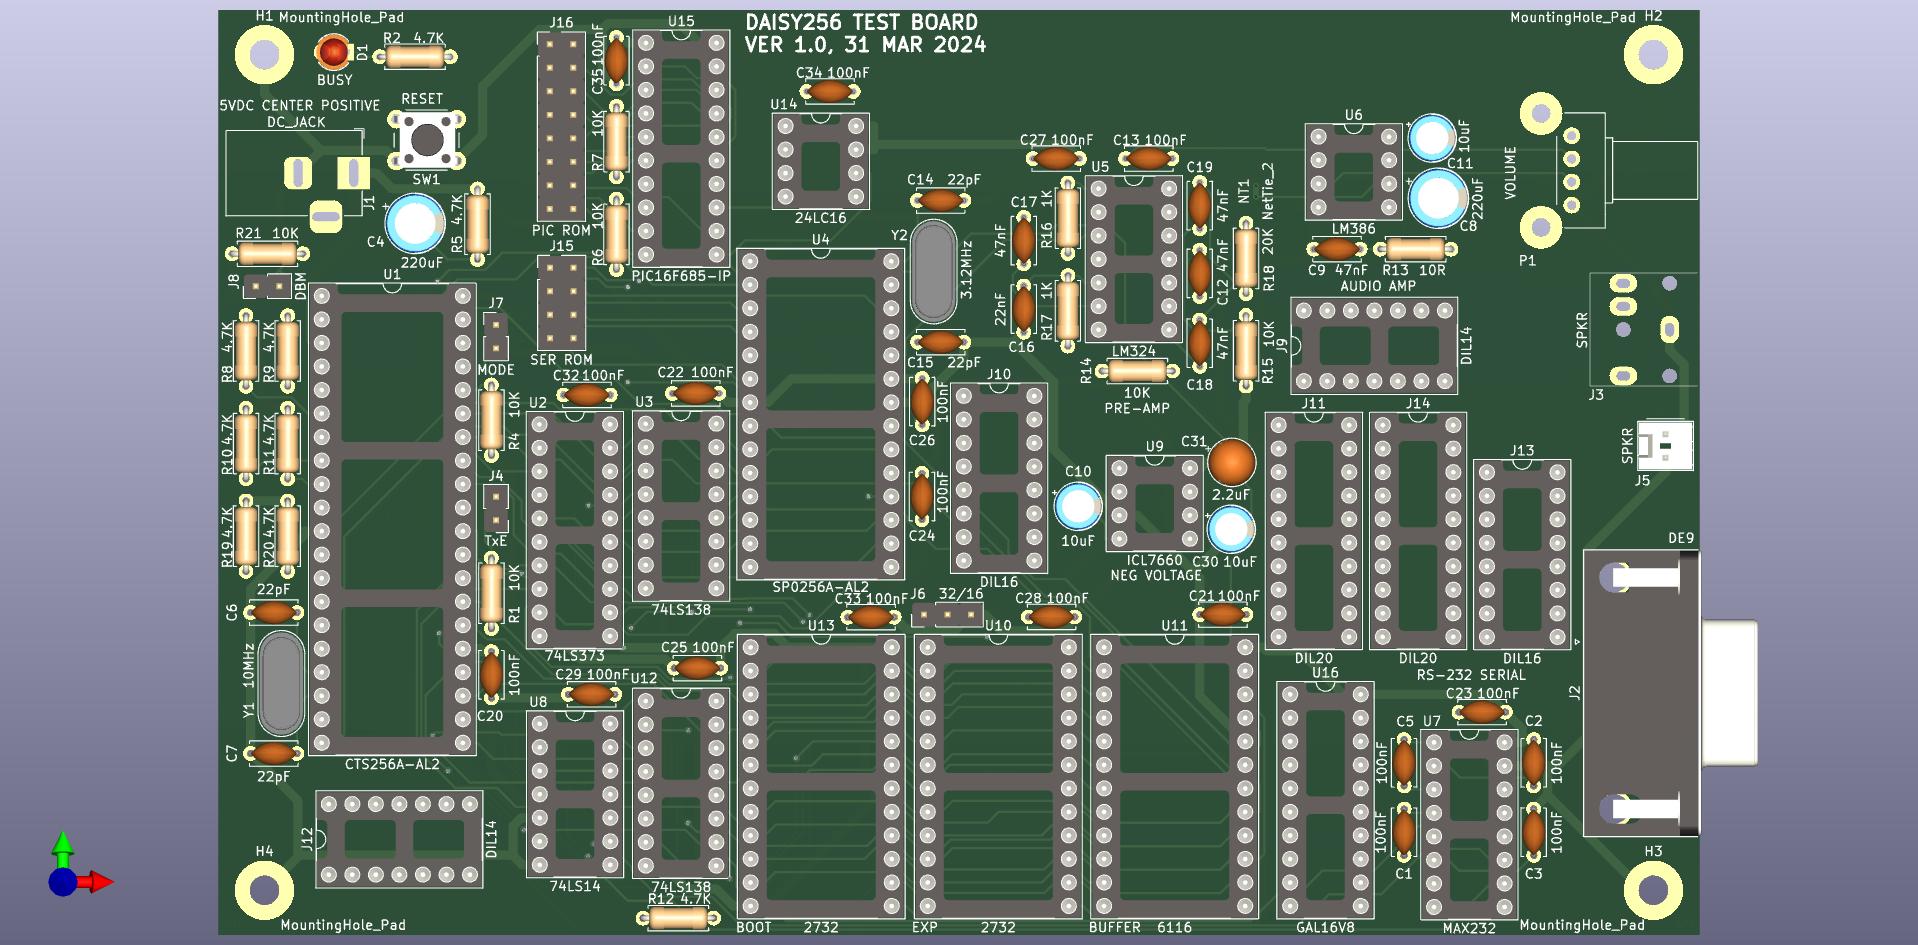 H1 MountingHole_Pad
DAISY256 TEST BOARD
VER 1.0, 31 MAR 2024
MountingHole_Pad H2
D1
BUSY
R2 4.7K
J16
C35 100nF
U15
5VDC CENTER POSITIVE
DC_JACK
J1
RESET
SW1
C4
220uF
R5 4.7K
R7 10K
R6 10K
PIC ROM
PIC16F685-IP
C34 100nF
U14
24LC16
C27 100nF
C13 100nF
U5
C19
47nF
NT1 NetTie_2
U6
LM386
10uF
C11
C8 220uF
VOLUME
P1
C14 22pF
Y2
3.12MHz
C17
47nF
R16 1K
C12 47nF
R18 20K
C9 47nF
R13 10R
AUDIO AMP
R21 10K
J8
DBM
U1
J7
MODE
J15
SER ROM
U4
C15 22pF
22nF
C16
R17 1K
LM324
R14
10K
PRE-AMP
47nF
C18
R15 10K
J9
DIL14
SPKR
J3
R8 4.7K
R9 4.7K
R4 10K
C32 100nF
U2
C22 100nF
U3
100nF
C26
J10
J11
J14
R10 4.7K
R11 4.7K
J4
TxE
100nF
C24
C10
10uF
U9
C31
2.2uF
J13
SPKR
J5
R19 4.7K
R20 4.7K
R1 10K
ICL7660
NEG VOLTAGE
C30 10uF
DE9
22pF
C6
SP0256A-AL2
DIL16
74LS138
C33 100nF
J6 32/16
C28 100nF
C21 100nF
U13
U10
U11
74LS373
100nF
C20
C25 100nF
DIL20
DIL20
DIL16
RS-232 SERIAL
J2
Y1 10MHz
C29 100nF
U12
U8
U16
C23 100nF
C7
22pF
CTS256A-AL2
C5
100nF
U7
C2
100nF
J12
DIL14
100nF
C1
100nF
C3
H4
H3
74LS14
74LS138
R12 4.7K
MountingHole_Pad
BOOT 2732
EXP 2732
BUFFER 6116
GAL16V8
MAX232
MountingHole_Pad